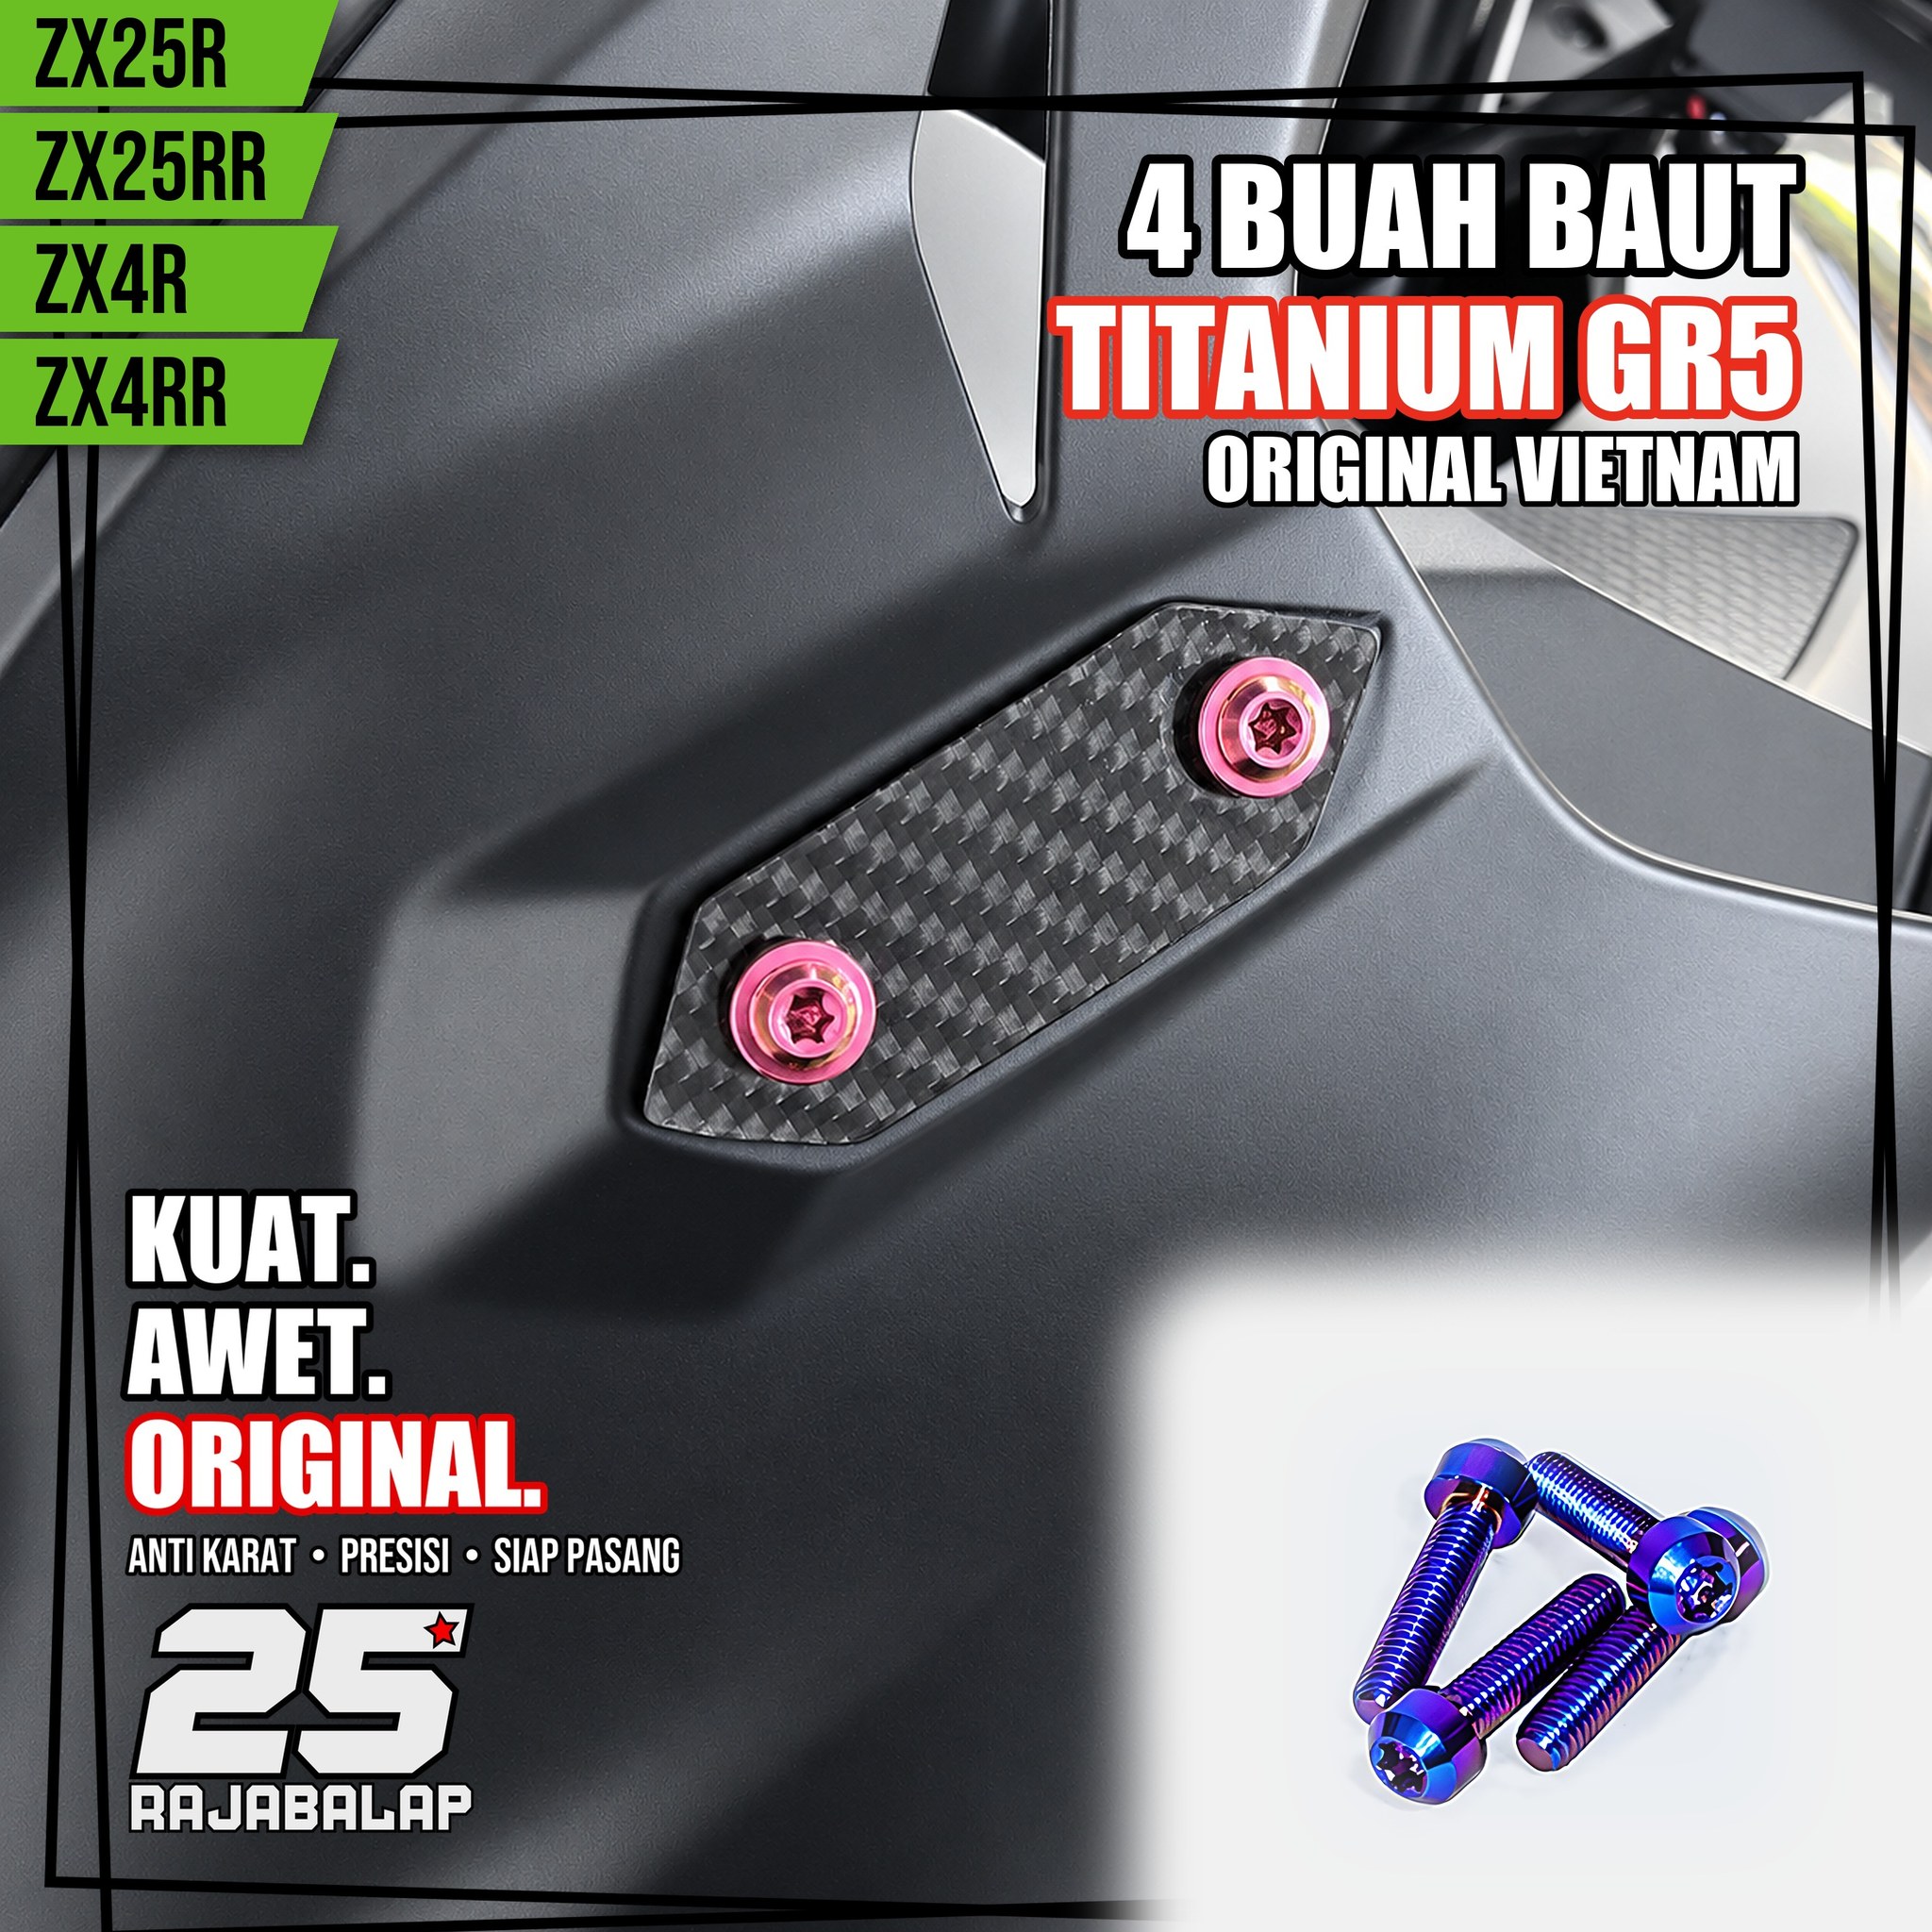 ZX25R
ZX25RR
ZX4R
ZX4RR
4 BUAH BAUT
TITANIUM GR5
ORIGINAL VIETNAM
KUAT.
AWET.
ORIGINAL.
ANTI KARAT • PRESISI • SIAP PASANG
25
RAJABALAP